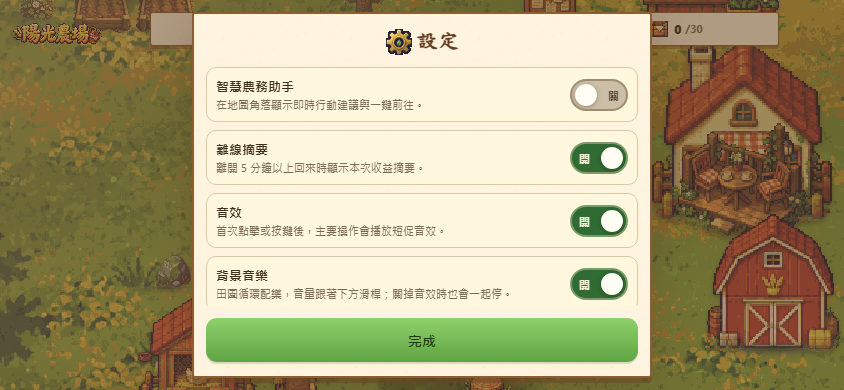 陽光農場
0 /30
設定
智慧農務助手
在地圖角落顯示即時行動建議與一鍵前往。
關
離線摘要
離開 5 分鐘以上回來時顯示本次收益摘要。
開
音效
首次點擊或按鍵後，主要操作會播放短促音效。
開
背景音樂
田園循環配樂，音量跟著下方滑桿；關掉音效時也會一起停。
開
完成